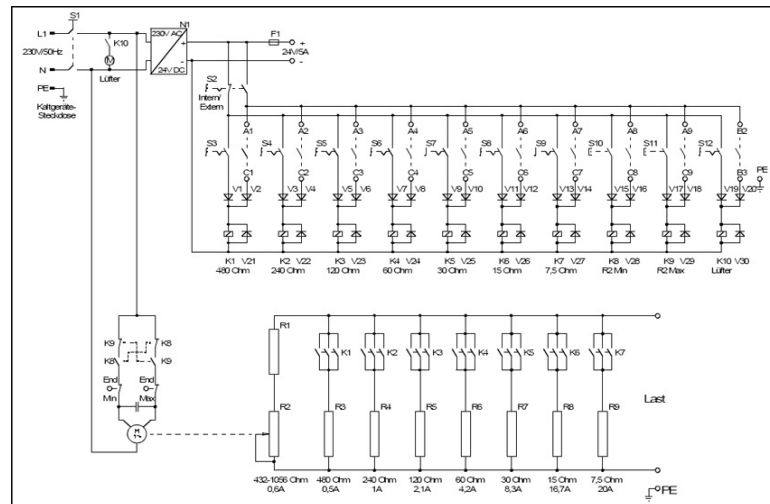 S1
L1
230V/50Hz
N
PE
Kaltgeräte-
Steckdose
K10
M
Lüfter
N1
230V AC
24V DC
+
-
F1
+
24V/5A
-
S2
Intern/
Extern
A1 A2 A3 A4 A5 A6 A7 A8 A9 B2
S3 S4 S5 S6 S7 S8 S9 S10 S11 S12
C1 C2 C3 C4 C5 C6 C7 C8 C9 B3
PE
V1 V2 V3 V4 V5 V6 V7 V8 V9 V10 V11 V12 V13 V14 V15 V16 V17 V18 V19 V20
K1 V21 K2 V22 K3 V23 K4 V24 K5 V25 K6 V26 K7 V27 K8 V28 K9 V29 K10 V30
480 Ohm 240 Ohm 120 Ohm 60 Ohm 30 Ohm 15 Ohm 7,5 Ohm R2 Min R2 Max Lüfter
K9 K8
K8 K9
End End
Min Max
M
R1
K1 K2 K3 K4 K5 K6 K7
R2 R3 R4 R5 R6 R7 R8 R9
Last
432-1056 Ohm 480 Ohm 240 Ohm 120 Ohm 60 Ohm 30 Ohm 15 Ohm 7,5 Ohm
0,6A 0,5A 1A 2,1A 4,2A 8,3A 16,7A 20A
PE